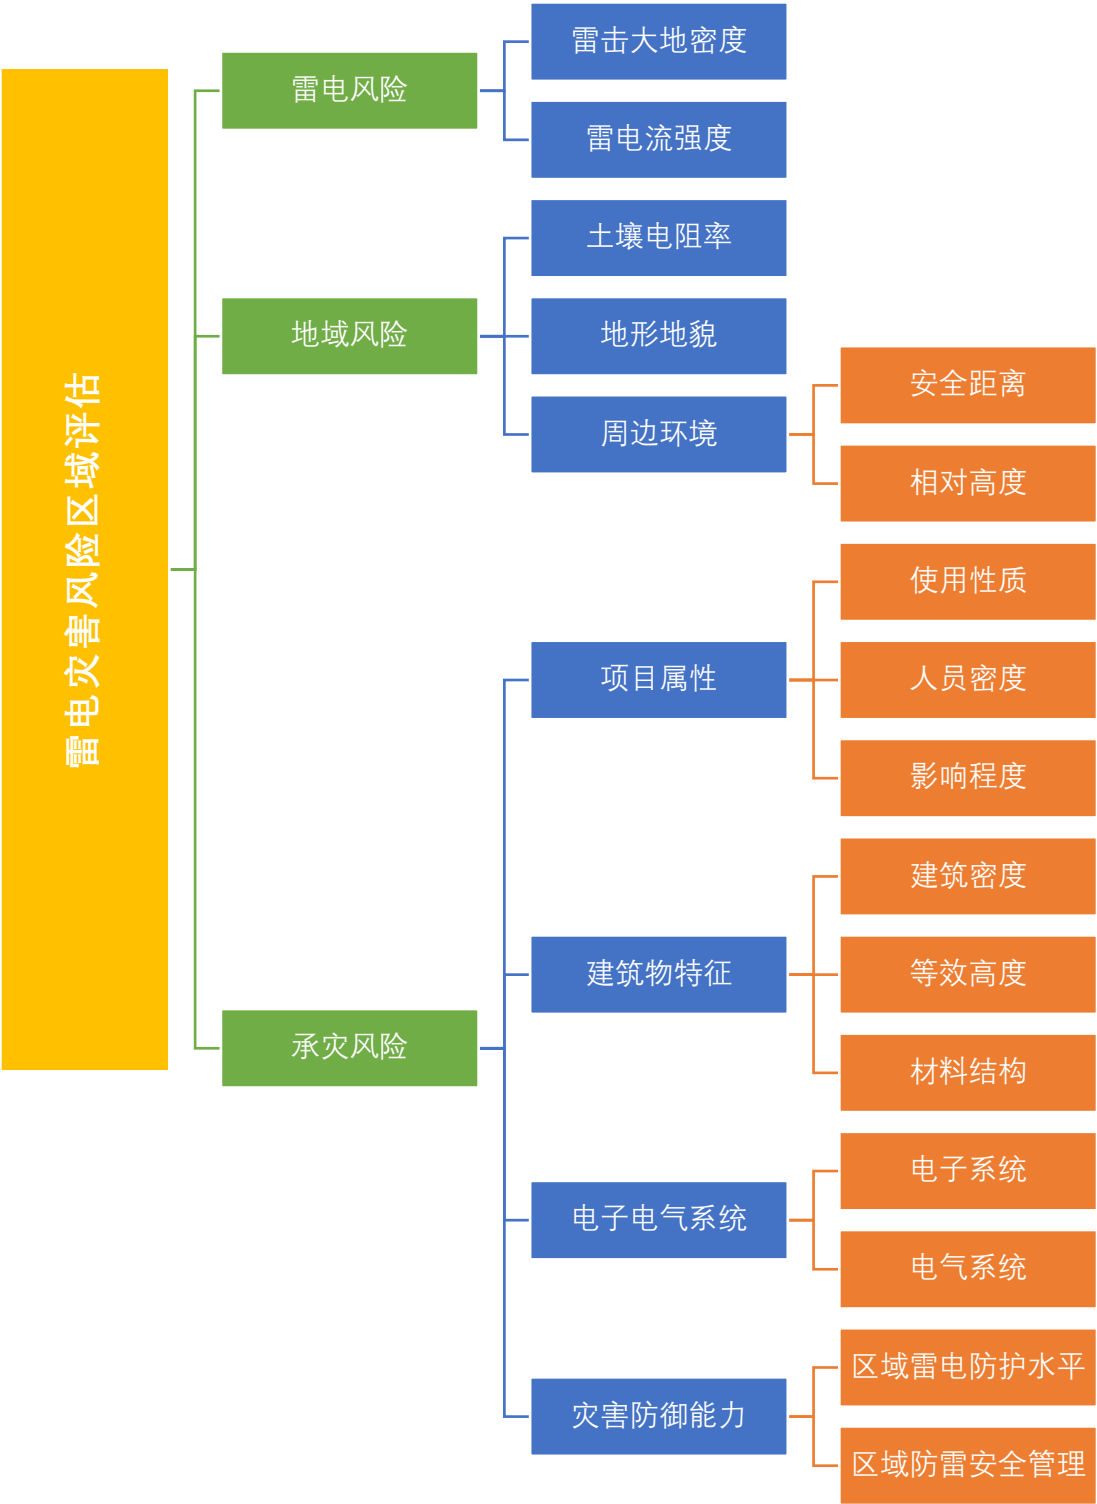 雷电灾害风险区域评估
雷电风险
雷击大地密度
雷电流强度
地域风险
土壤电阻率
地形地貌
周边环境
安全距离
相对高度
承灾风险
项目属性
使用性质
人员密度
影响程度
建筑物特征
建筑密度
等效高度
材料结构
电子电气系统
电子系统
电气系统
灾害防御能力
区域雷电防护水平
区域防雷安全管理